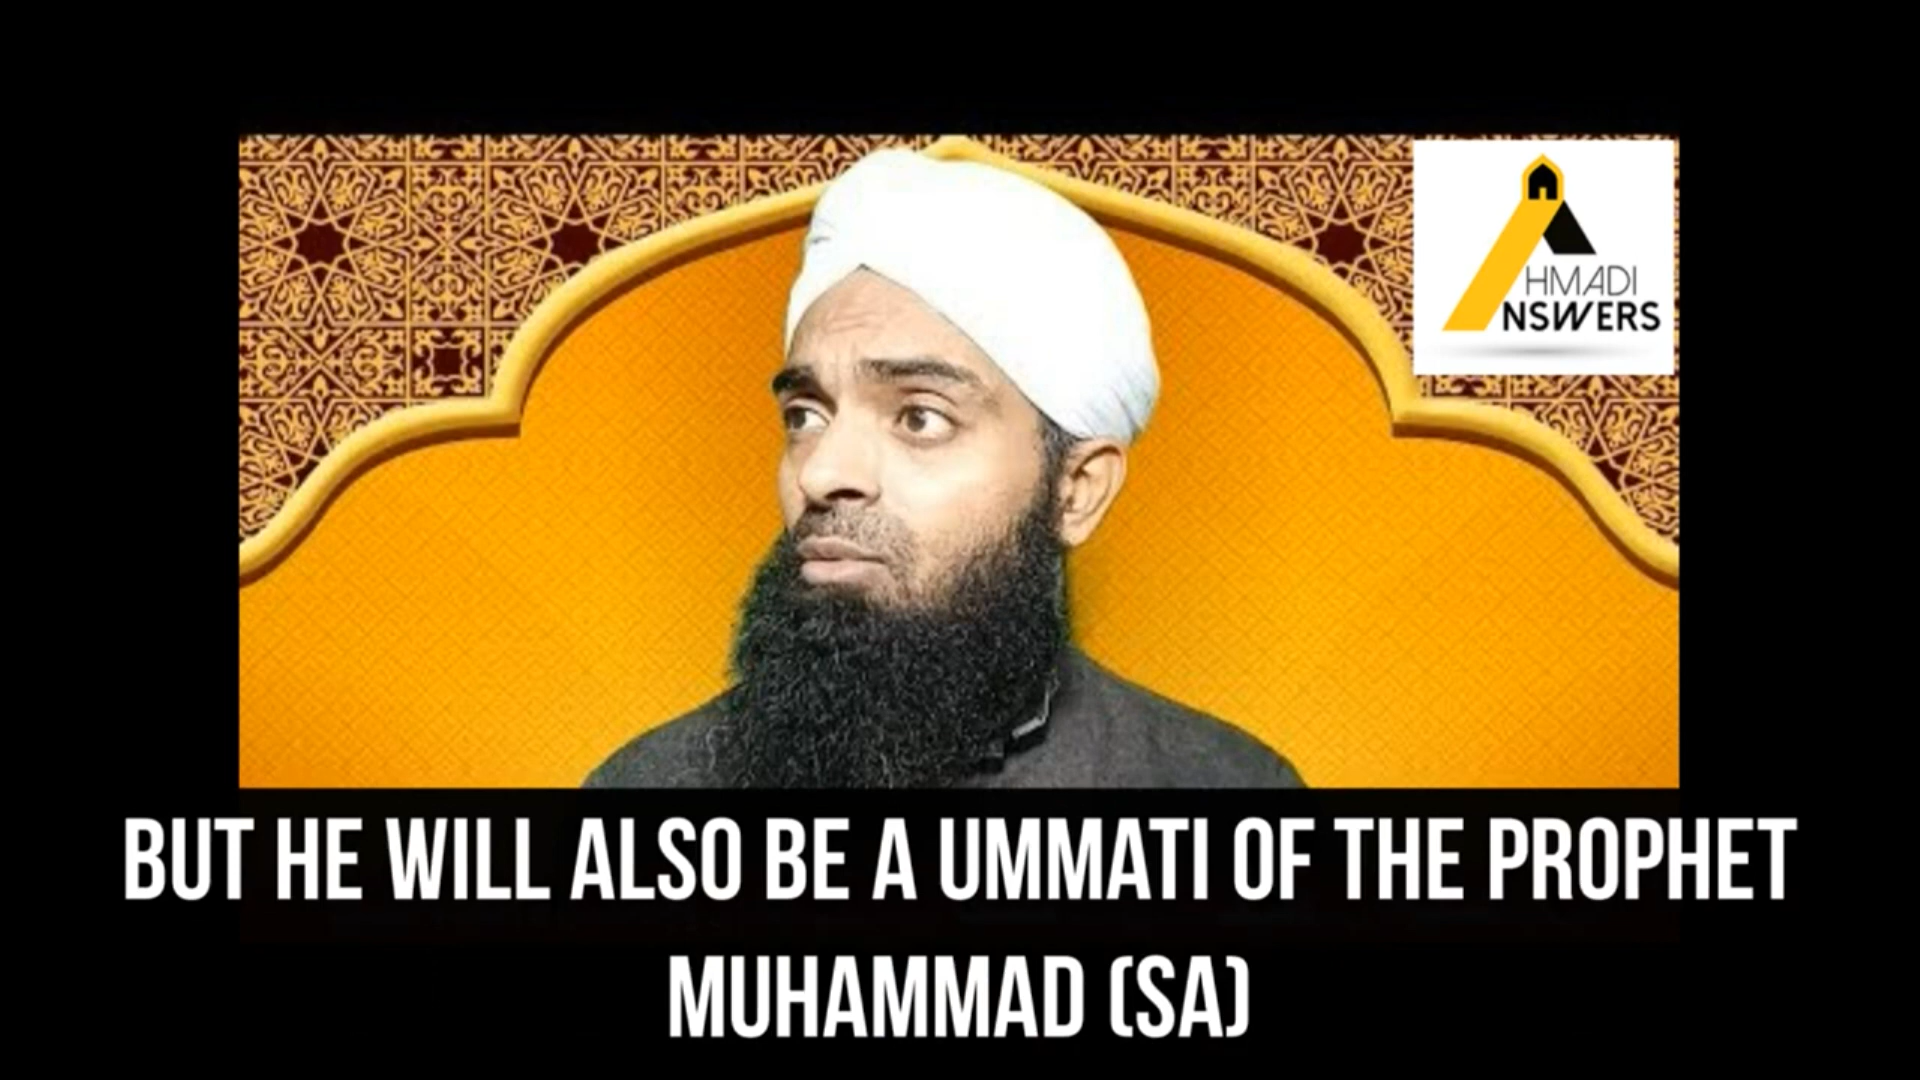 HMADI
NSWERS
BUT HE WILL ALSO BE A UMMATI OF THE PROPHET
MUHAMMAD (SA)